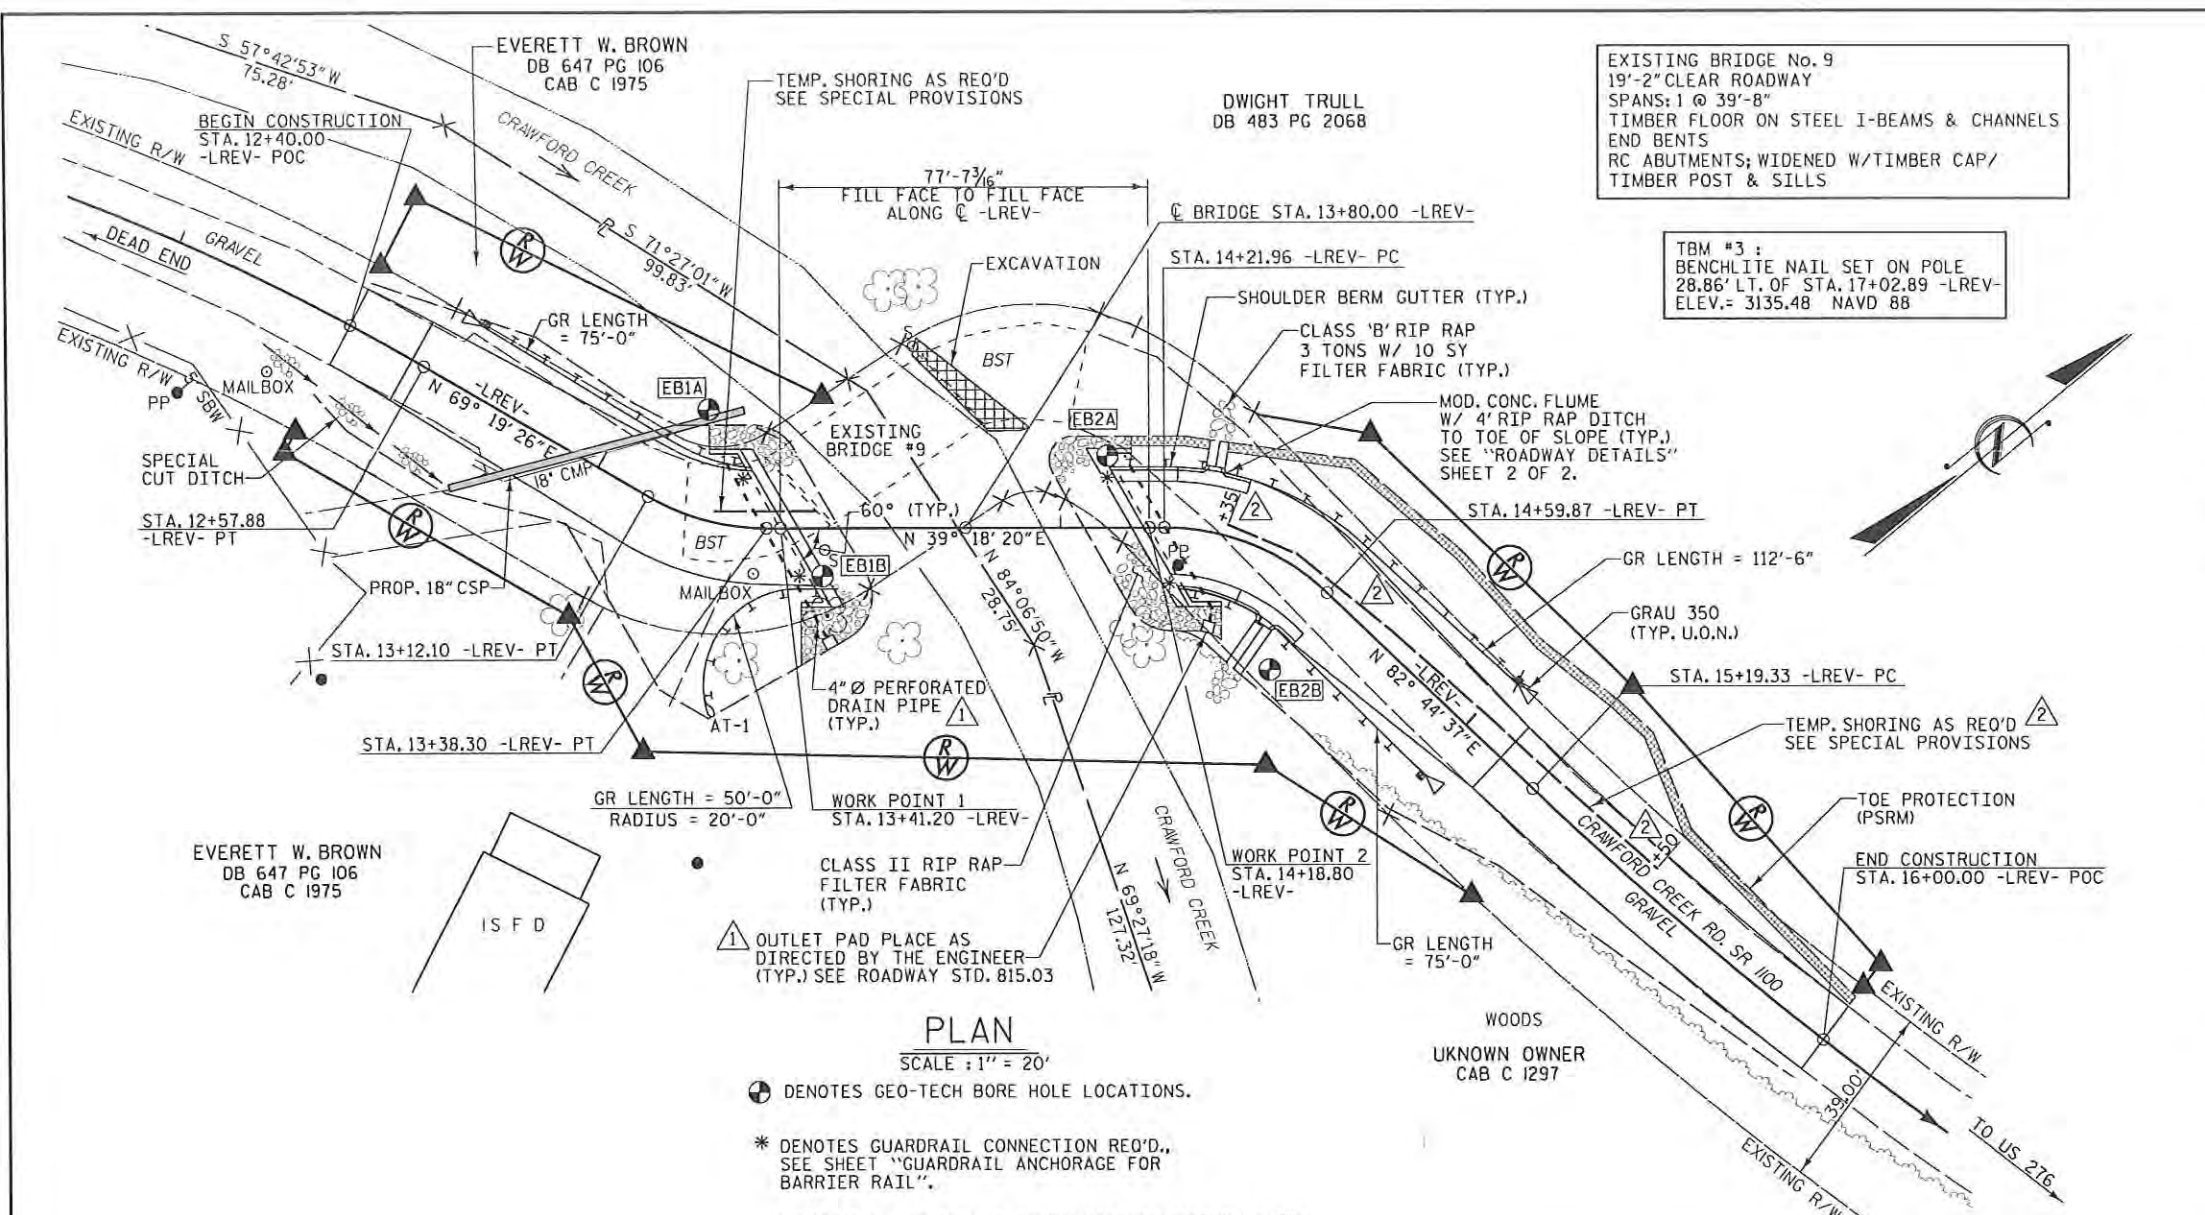 S 57°42'53" W
75.28'
EVERETT W. BROWN
DB 647 PG 106
CAB C 1975
TEMP. SHORING AS REQ'D
SEE SPECIAL PROVISIONS
DWIGHT TRULL
DB 483 PG 2068
EXISTING BRIDGE No. 9
19'-2" CLEAR ROADWAY
SPANS: 1 @ 39'-8"
TIMBER FLOOR ON STEEL I-BEAMS & CHANNELS
END BENTS
RC ABUTMENTS; WIDENED W/TIMBER CAP/
TIMBER POST & SILLS
EXISTING R/W
BEGIN CONSTRUCTION
STA. 12+40.00
-LREV- POC
CRAWFORD CREEK
77'-7 3/16"
FILL FACE TO FILL FACE
ALONG ℄ -LREV-
℄ BRIDGE STA. 13+80.00 -LREV-
TBM #3 :
BENCHLITE NAIL SET ON POLE
28.86' LT. OF STA. 17+02.89 -LREV-
ELEV.= 3135.48 NAVD 88
GRAVEL
DEAD END
R/W
PL
S 71°27'01" W
99.83'
EXCAVATION
STA. 14+21.96 -LREV- PC
SHOULDER BERM GUTTER (TYP.)
GR LENGTH
= 75'-0"
CLASS 'B' RIP RAP
3 TONS W/ 10 SY
FILTER FABRIC (TYP.)
BST
S
EXISTING R/W
MAILBOX
PP
S
SBW
-LREV-
N 69° 19' 26" E
EB1A
EB2A
EXISTING
BRIDGE #9
MOD. CONC. FLUME
W/ 4' RIP RAP DITCH
TO TOE OF SLOPE (TYP.)
SEE "ROADWAY DETAILS"
SHEET 2 OF 2.
SPECIAL
CUT DITCH
18' CMP
STA. 12+57.88
-LREV- PT
R/W
60° (TYP.)
+35
2
STA. 14+59.87 -LREV- PT
BST
N 39° 18' 20" E
PP
R/W
GR LENGTH = 112'-6"
PROP. 18" CSP
MAILBOX
S
EB1B
N 84°06'50" W
28.75'
2
GRAU 350
(TYP. U.O.N.)
STA. 13+12.10 -LREV- PT
R/W
4" Ø PERFORATED
DRAIN PIPE
(TYP.)
1
PL
EB2B
-LREV-
N 82° 44' 37" E
STA. 15+19.33 -LREV- PC
AT-1
STA. 13+38.30 -LREV- PT
R/W
TEMP. SHORING AS REQ'D
SEE SPECIAL PROVISIONS
2
GR LENGTH = 50'-0"
RADIUS = 20'-0"
WORK POINT 1
STA. 13+41.20 -LREV-
R/W
R/W
TOE PROTECTION
(PSRM)
EVERETT W. BROWN
DB 647 PG 106
CAB C 1975
CLASS II RIP RAP
FILTER FABRIC
(TYP.)
CRAWFORD CREEK
WORK POINT 2
STA. 14+18.80
-LREV-
2
+50
CRAWFORD CREEK RD. SR 1100
GRAVEL
END CONSTRUCTION
STA. 16+00.00 -LREV- POC
1 S F D
1
OUTLET PAD PLACE AS
DIRECTED BY THE ENGINEER
(TYP.) SEE ROADWAY STD. 815.03
N 69°27'18" W
127.32'
GR LENGTH
= 75'-0"
EXISTING R/W
PLAN
SCALE : 1" = 20'
WOODS
UKNOWN OWNER
CAB C 1297
DENOTES GEO-TECH BORE HOLE LOCATIONS.
39.00'
* DENOTES GUARDRAIL CONNECTION REQ'D.,
SEE SHEET "GUARDRAIL ANCHORAGE FOR
BARRIER RAIL".
TO US 276
EXISTING R/W